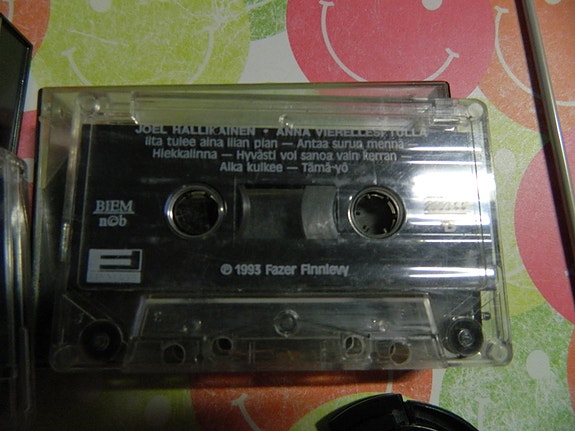 JOEL HALLIKAINEN • ANNA VIERELLESI TULLA
Ilta tulee aina liian pian — Antaa surun mennä
Hiekkalinna — Hyvästi voi sanoa vain kerran
Aika kulkee — Tämä yö
BIEM
n©b
℗ 1993 Fazer Finnlevy